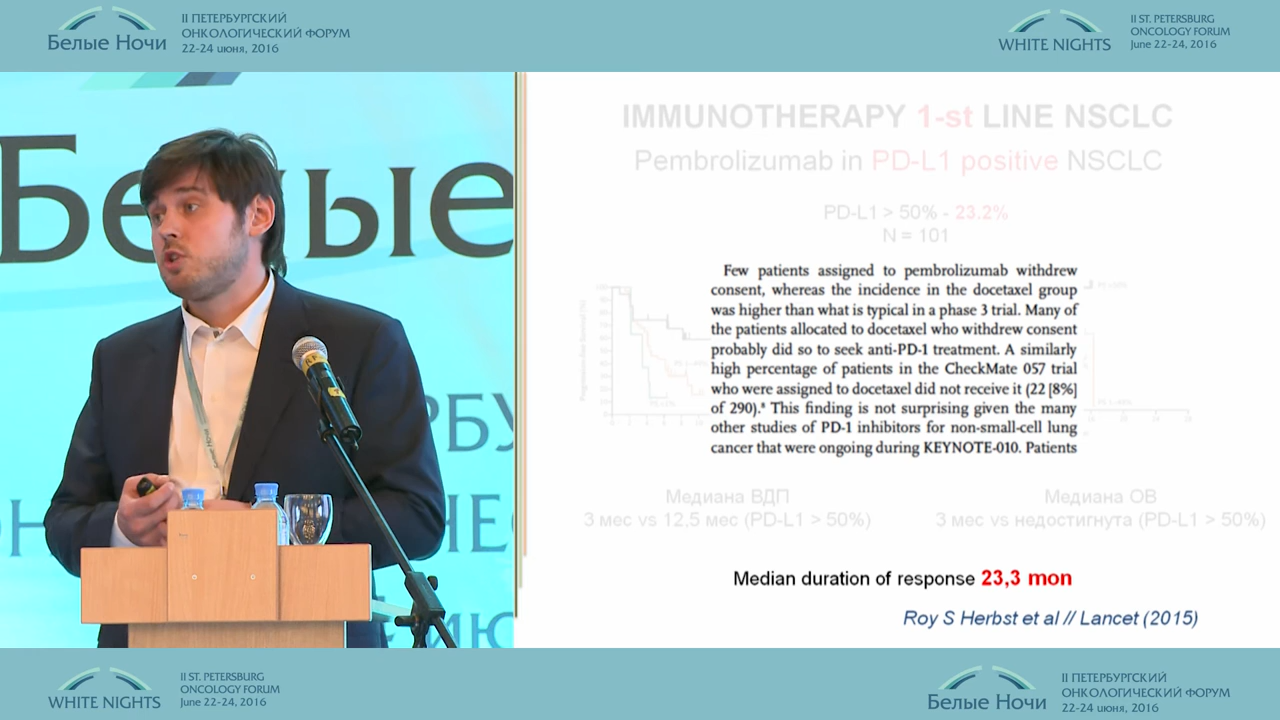 Белые Ночи
II ПЕТЕРБУРГСКИЙ
ОНКОЛОГИЧЕСКИЙ ФОРУМ
22-24 июня, 2016
WHITE NIGHTS
II ST. PETERSBURG
ONCOLOGY FORUM
June 22-24, 2016
Белые
РБУ
ОН
ЧЕС
ию
IMMUNOTHERAPY 1-st LINE NSCLC
Pembrolizumab in PD-L1 positive NSCLC
PD-L1 > 50% - 23.2%
N = 101
Few patients assigned to pembrolizumab withdrew
consent, whereas the incidence in the docetaxel group
was higher than what is typical in a phase 3 trial. Many of
the patients allocated to docetaxel who withdrew consent
probably did so to seek anti-PD-1 treatment. A similarly
high percentage of patients in the CheckMate 057 trial
who were assigned to docetaxel did not receive it (22 [8%]
of 290).⁸ This finding is not surprising given the many
other studies of PD-1 inhibitors for non-small-cell lung
cancer that were ongoing during KEYNOTE-010. Patients
Медиана ВДП
3 мес vs 12,5 мес (PD-L1 > 50%)
Медиана ОВ
3 мес vs недостигнута (PD-L1 > 50%)
Median duration of response 23,3 mon
Roy S Herbst et al // Lancet (2015)
WHITE NIGHTS
II ST. PETERSBURG
ONCOLOGY FORUM
June 22-24, 2016
Белые Ночи
II ПЕТЕРБУРГСКИЙ
ОНКОЛОГИЧЕСКИЙ ФОРУМ
22-24 июня, 2016